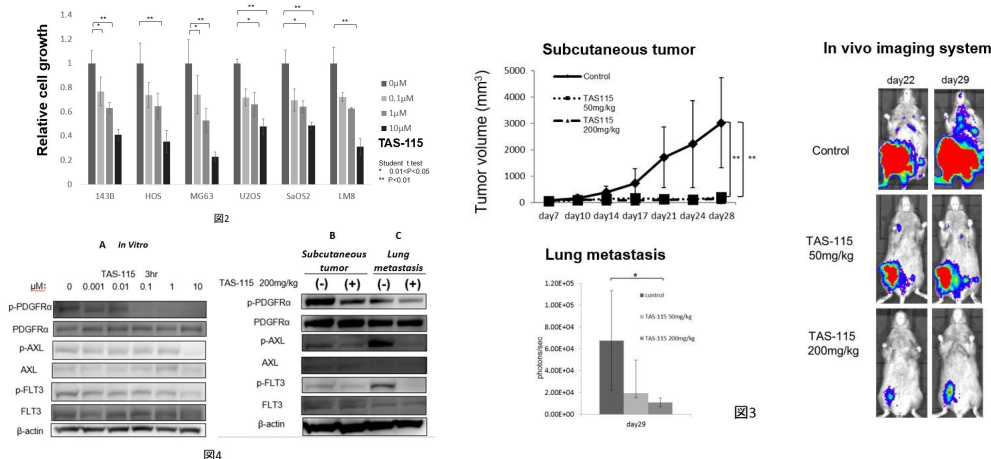 Relative cell growth
1.4
1.2
1
0.8
0.6
0.4
0.2
0
**
*
**
**
*
**
*
**
*
**
0μM
0.1μM
1μM
10μM
TAS-115
Student t test
* 0.01<P<0.05
** P<0.01
143B
HOS
MG63
U2OS
SaOS2
LM8
図2
A In Vitro
TAS-115 3hr
μM: 0 0.001 0.01 0.1 1 10
p-PDGFRα
PDGFRα
p-AXL
AXL
p-FLT3
FLT3
β-actin
B
Subcutaneous
tumor
C
Lung
metastasis
TAS-115 200mg/kg (-) (+) (-) (+)
p-PDGFRα
PDGFRα
p-AXL
AXL
p-FLT3
FLT3
β-actin
図4
Subcutaneous tumor
Tumor volume (mm³)
5000
4000
3000
2000
1000
0
Control
TAS115
50mg/kg
TAS115
200mg/kg
**
**
day7 day10 day14 day17 day21 day24 day28
Lung metastasis
photons/sec
1.20E+05
1.00E+05
8.00E+04
6.00E+04
4.00E+04
2.00E+04
0.00E+00
*
control
TAS-115 50mg/kg
TAS-115 200mg/kg
day29
図3
In vivo imaging system
day22
day29
Control
TAS-115
50mg/kg
TAS-115
200mg/kg